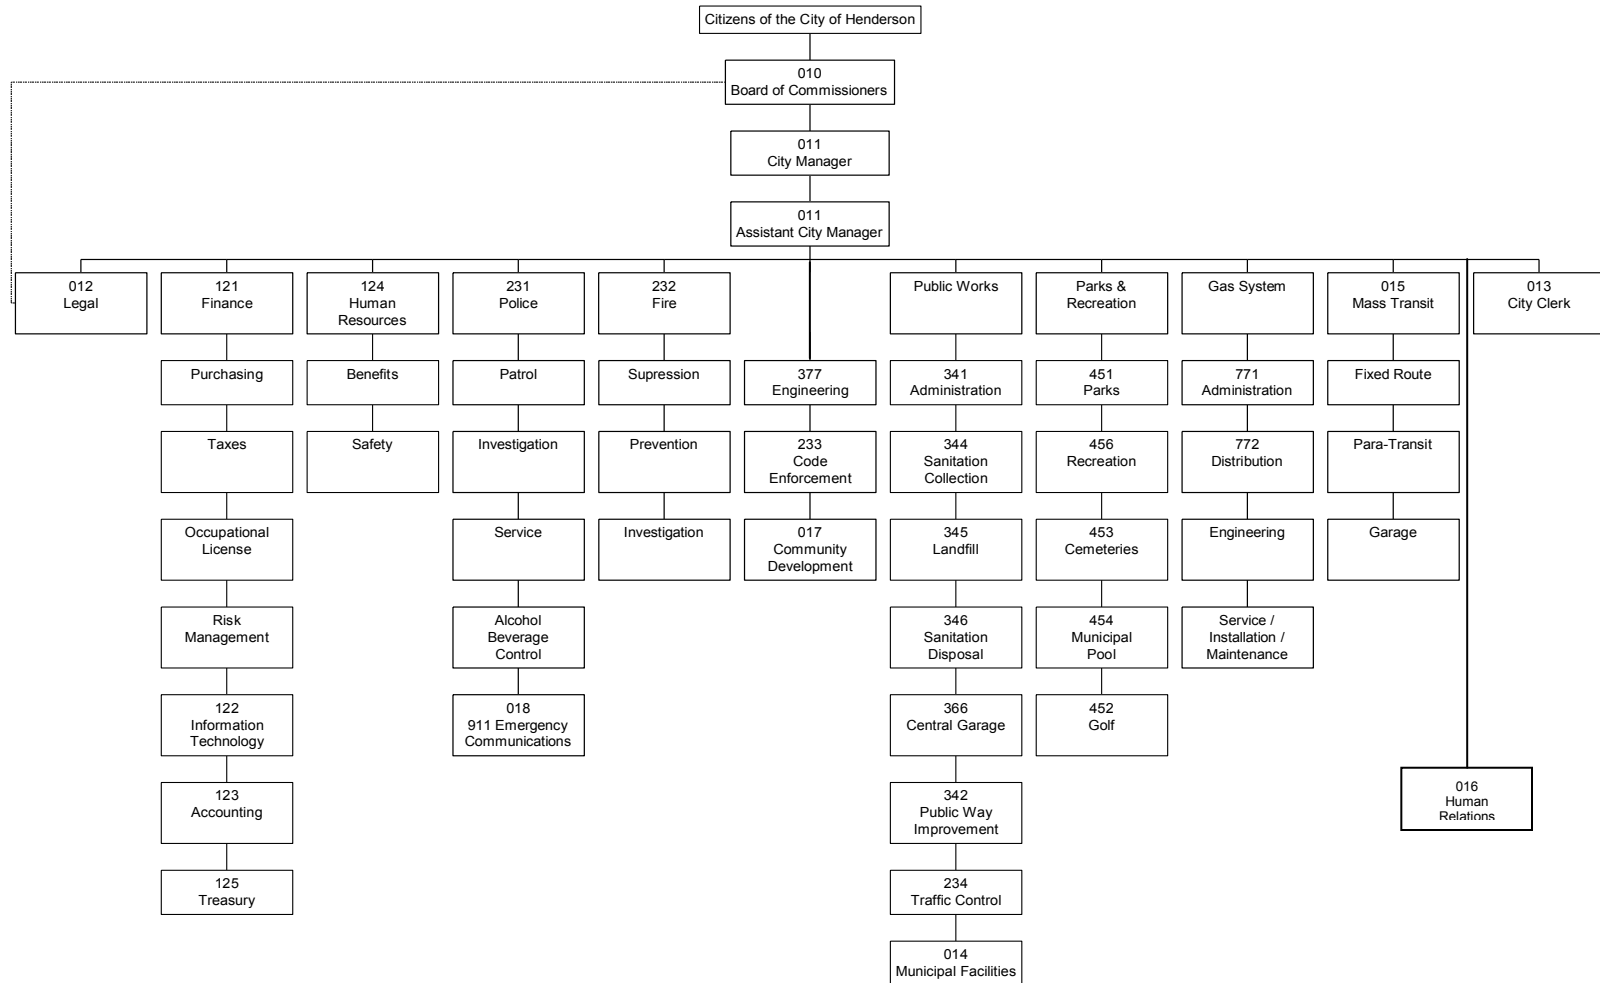 Citizens of the City of Henderson
010
Board of Commissioners
011
City Manager
011
Assistant City Manager
012
Legal
121
Finance
124
Human
Resources
231
Police
232
Fire
Public Works
Parks &
Recreation
Gas System
015
Mass Transit
013
City Clerk
Purchasing
Benefits
Patrol
Supression
377
Engineering
341
Administration
451
Parks
771
Administration
Fixed Route
Taxes
Safety
Investigation
Prevention
233
Code
Enforcement
344
Sanitation
Collection
456
Recreation
772
Distribution
Para-Transit
Occupational
License
Service
Investigation
017
Community
Development
345
Landfill
453
Cemeteries
Engineering
Garage
Risk
Management
Alcohol
Beverage
Control
346
Sanitation
Disposal
454
Municipal
Pool
Service /
Installation /
Maintenance
122
Information
Technology
018
911 Emergency
Communications
366
Central Garage
452
Golf
016
Human
Relations
123
Accounting
342
Public Way
Improvement
125
Treasury
234
Traffic Control
014
Municipal Facilities